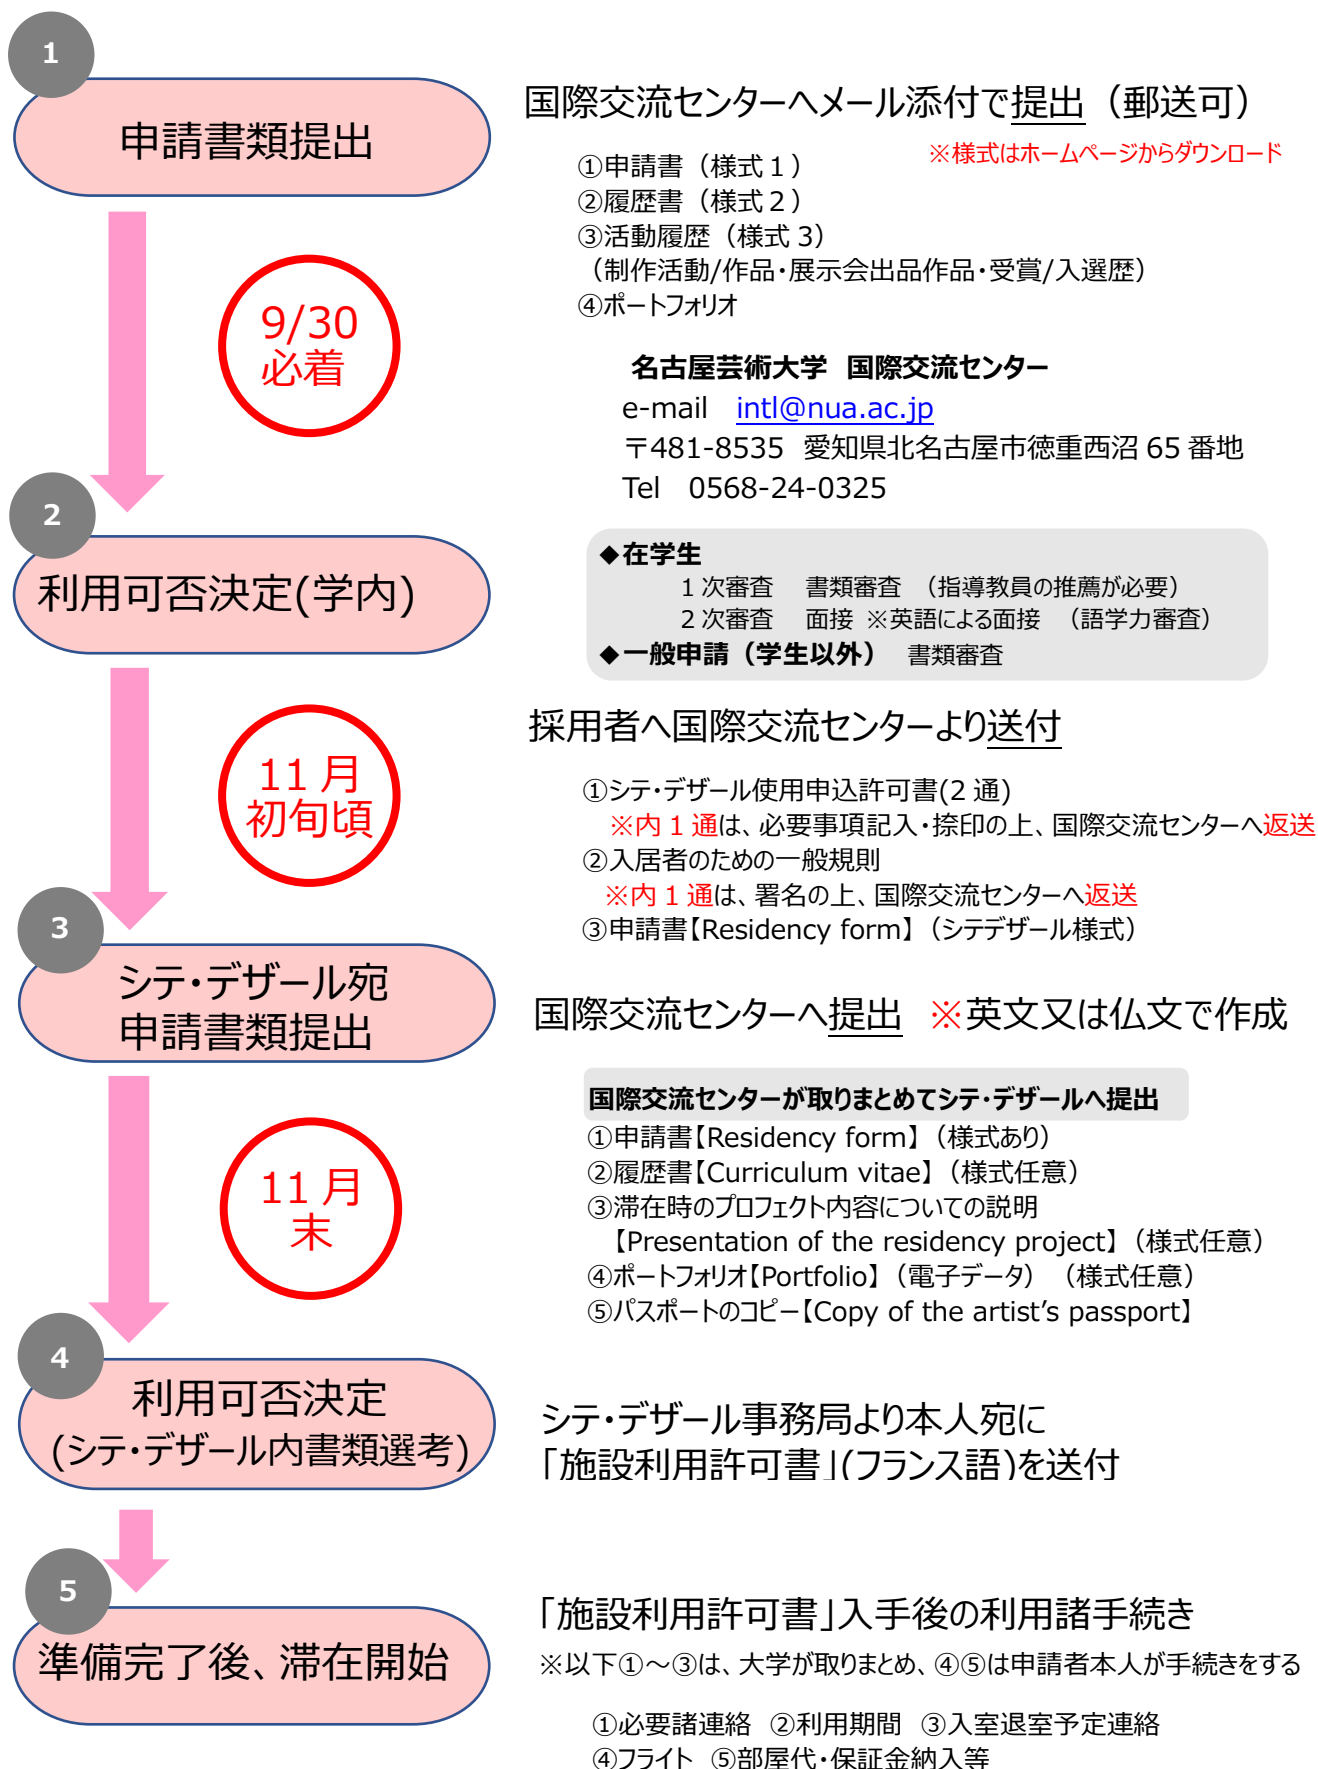 1
申請書類提出
国際交流センターへメール添付で提出（郵送可）
※様式はホームページからダウンロード
①申請書（様式１）
②履歴書（様式２）
③活動履歴（様式 3）
（制作活動/作品・展示会出品作品・受賞/入選歴）
④ポートフォリオ
9/30
必着
名古屋芸術大学 国際交流センター
e-mail intl@nua.ac.jp
〒481-8535 愛知県北名古屋市徳重西沼 65 番地
Tel 0568-24-0325
2
利用可否決定(学内)
◆在学生
１次審査 書類審査 （指導教員の推薦が必要）
２次審査 面接 ※英語による面接 （語学力審査）
◆一般申請（学生以外） 書類審査
11 月
初旬頃
採用者へ国際交流センターより送付
①シテ・デザール使用申込許可書(2 通)
※内 1 通は、必要事項記入・捺印の上、国際交流センターへ返送
②入居者のための一般規則
※内 1 通は、署名の上、国際交流センターへ返送
③申請書【Residency form】（シテデザール様式）
3
シテ・デザール宛
申請書類提出
国際交流センターへ提出 ※英文又は仏文で作成
国際交流センターが取りまとめてシテ・デザールへ提出
①申請書【Residency form】（様式あり）
②履歴書【Curriculum vitae】（様式任意）
③滞在時のプロフェクト内容についての説明
【Presentation of the residency project】（様式任意）
④ポートフォリオ【Portfolio】（電子データ）（様式任意）
⑤パスポートのコピー【Copy of the artist’s passport】
11 月
末
4
利用可否決定
(シテ・デザール内書類選考)
シテ・デザール事務局より本人宛に
「施設利用許可書」(フランス語)を送付
5
準備完了後、滞在開始
「施設利用許可書」入手後の利用諸手続き
※以下①～③は、大学が取りまとめ、④⑤は申請者本人が手続きをする
①必要諸連絡 ②利用期間 ③入室退室予定連絡
④フライト ⑤部屋代・保証金納入等